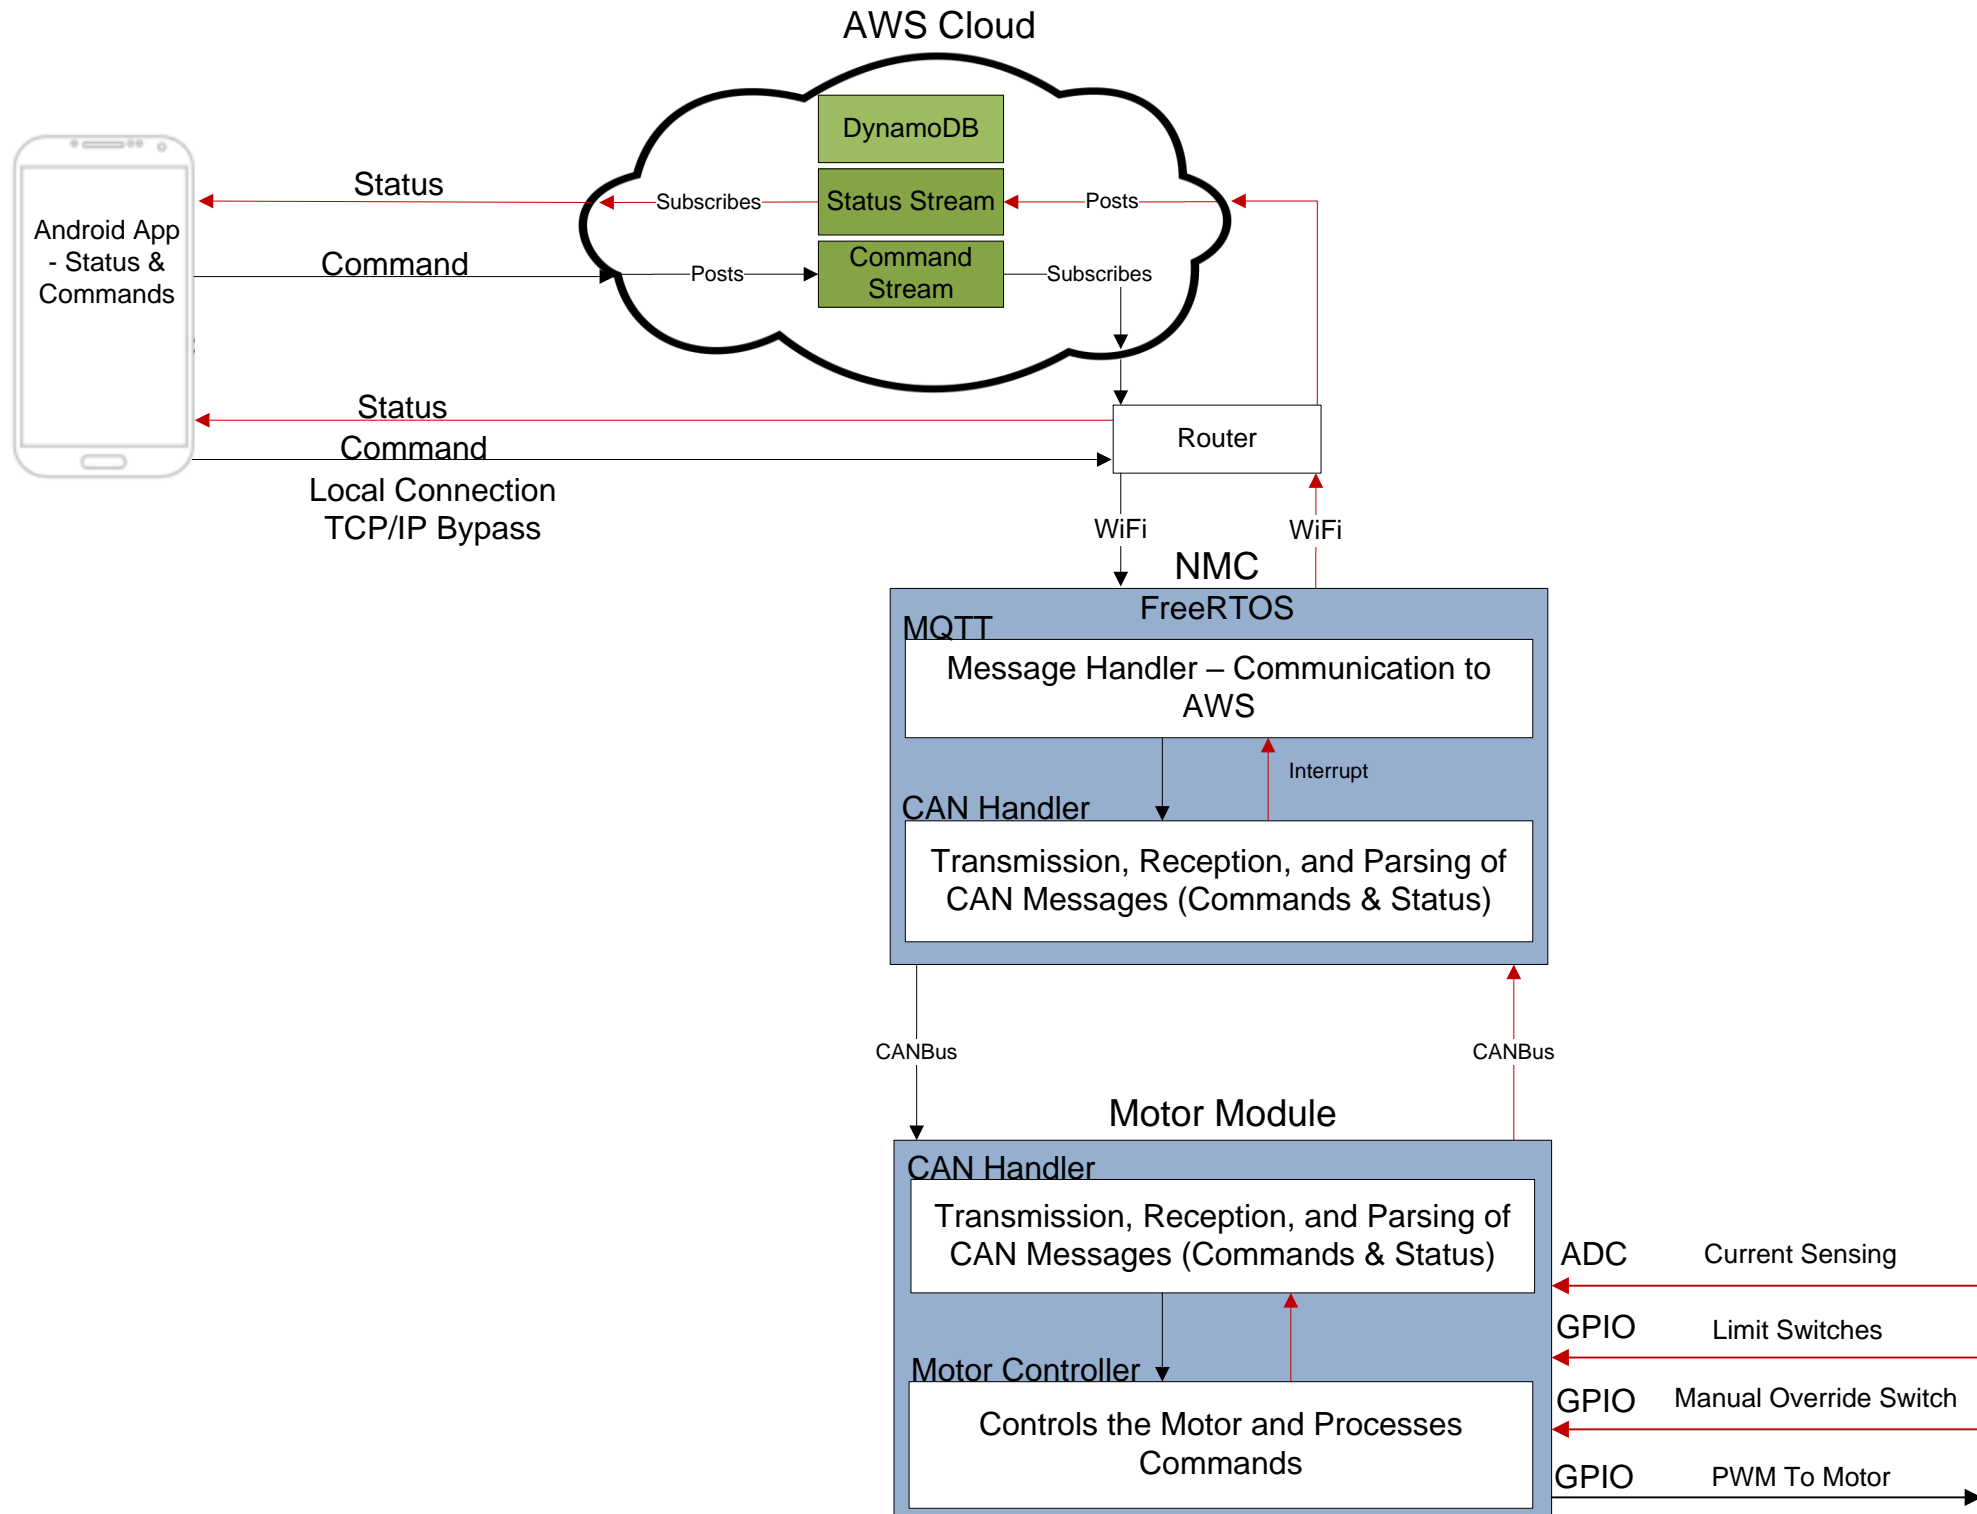 AWS Cloud
DynamoDB
Status
Subscribes
Status Stream
Posts
Android App
- Status &
Commands
Command
Posts
Command
Stream
Subscribes
Status
Command
Router
Local Connection
TCP/IP Bypass
WiFi
WiFi
NMC
FreeRTOS
MQTT
Message Handler – Communication to
AWS
Interrupt
CAN Handler
Transmission, Reception, and Parsing of
CAN Messages (Commands & Status)
CANBus
CANBus
Motor Module
CAN Handler
Transmission, Reception, and Parsing of
CAN Messages (Commands & Status)
ADC
Current Sensing
GPIO
Limit Switches
Motor Controller
GPIO
Manual Override Switch
Controls the Motor and Processes
Commands
GPIO
PWM To Motor